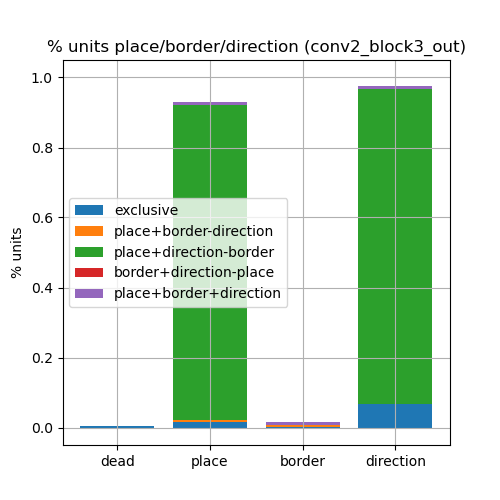 % units place/border/direction (conv2_block3_out)
1.0
0.8
0.6
0.4
0.2
0.0
% units
exclusive
place+border-direction
place+direction-border
border+direction-place
place+border+direction
dead place border direction